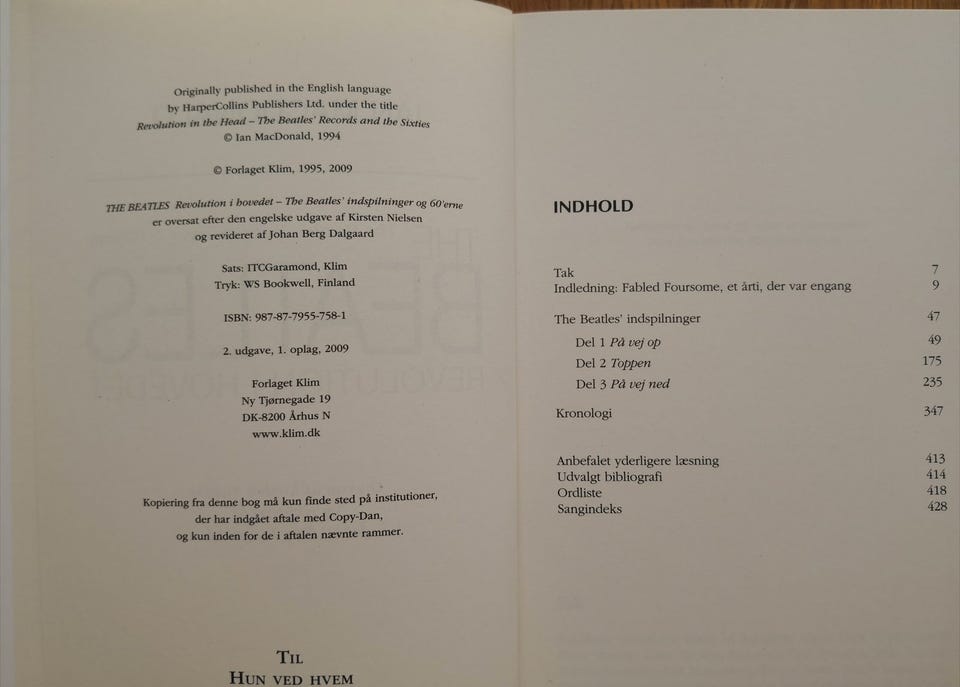 Originally published in the English language
by HarperCollins Publishers Ltd. under the title
Revolution in the Head – The Beatles' Records and the Sixties
© Ian MacDonald, 1994
© Forlaget Klim, 1995, 2009
THE BEATLES Revolution i hovedet – The Beatles' indspilninger og 60'erne
er oversat efter den engelske udgave af Kirsten Nielsen
og revideret af Johan Berg Dalgaard
Sats: ITCGaramond, Klim
Tryk: WS Bookwell, Finland
ISBN: 987-87-7955-758-1
2. udgave, 1. oplag, 2009
Forlaget Klim
Ny Tjørnegade 19
DK-8200 Århus N
www.klim.dk
Kopiering fra denne bog må kun finde sted på institutioner,
der har indgået aftale med Copy-Dan,
og kun inden for de i aftalen nævnte rammer.
TIL
HUN VED HVEM
INDHOLD
Tak 7
Indledning: Fabled Foursome, et årti, der var engang 9
The Beatles' indspilninger 47
Del 1 På vej op 49
Del 2 Toppen 175
Del 3 På vej ned 235
Kronologi 347
Anbefalet yderligere læsning 413
Udvalgt bibliografi 414
Ordliste 418
Sangindeks 428